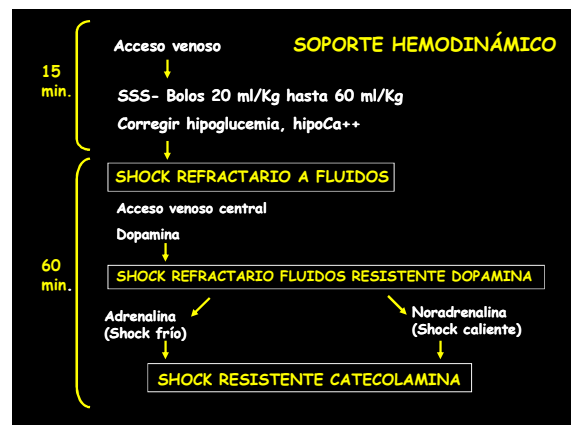 SOPORTE HEMODINÁMICO
Acceso venoso
15
min.
SSS- Bolos 20 ml/Kg hasta 60 ml/Kg
Corregir hipoglucemia, hipoCa++
SHOCK REFRACTARIO A FLUIDOS
Acceso venoso central
Dopamina
60
min.
SHOCK REFRACTARIO FLUIDOS RESISTENTE DOPAMINA
Adrenalina
(Shock frío)
Noradrenalina
(Shock caliente)
SHOCK RESISTENTE CATECOLAMINA